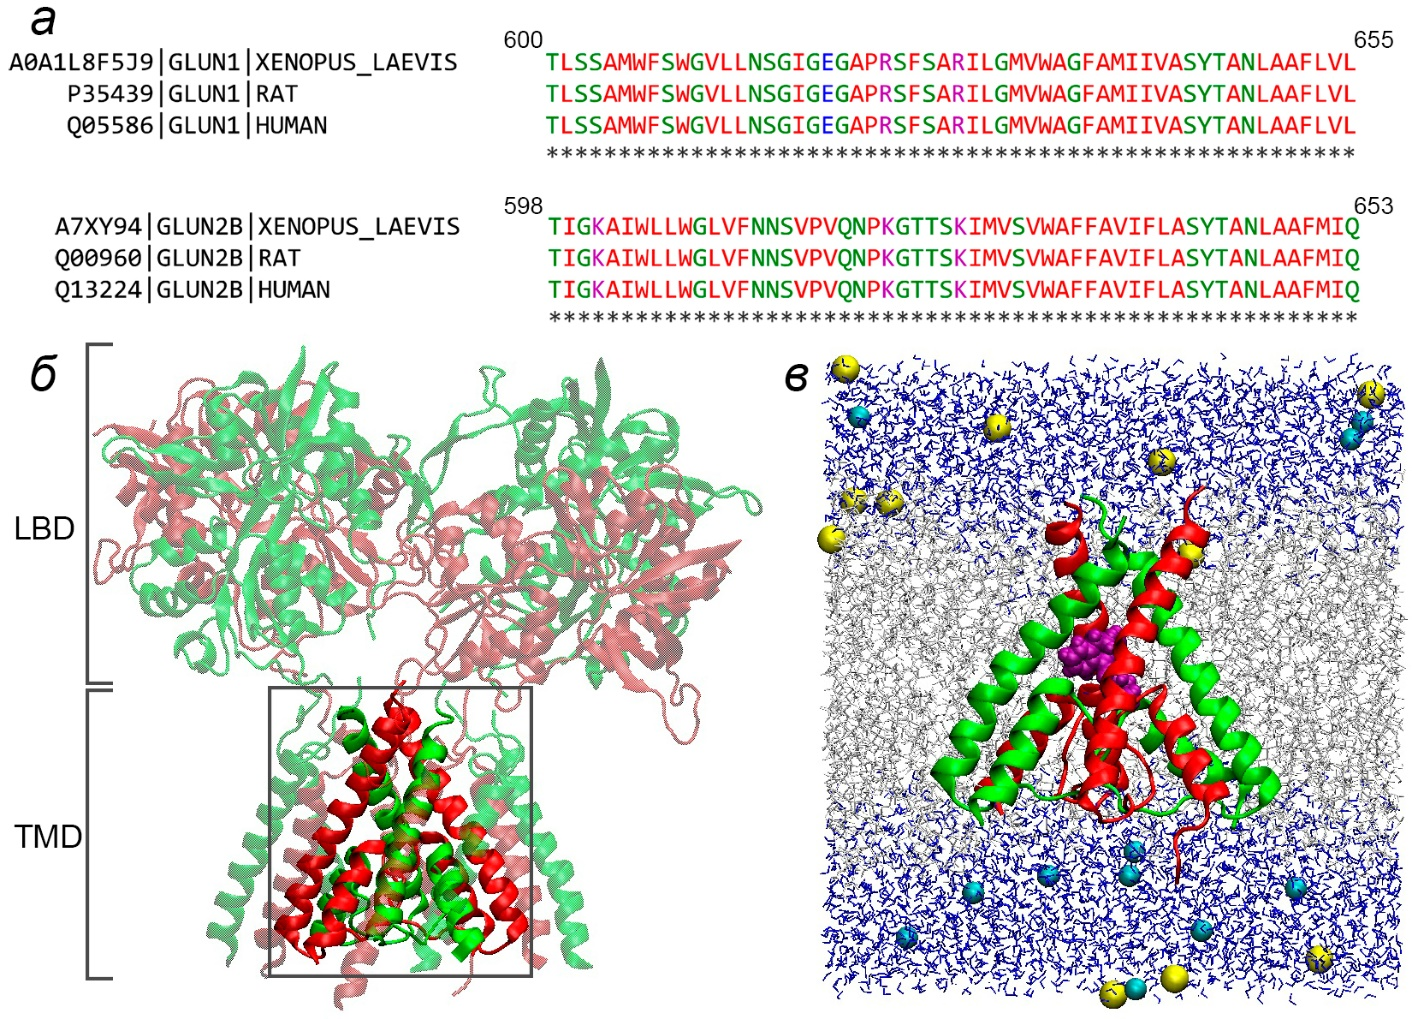 а
600 655
A0A1L8F5J9|GLUN1|XENOPUS_LAEVIS TLSSAMWFSWGVLLNSGIGEGAPRSFSARILGMVWAGFAMIIVASYTANLAAFLVL
P35439|GLUN1|RAT TLSSAMWFSWGVLLNSGIGEGAPRSFSARILGMVWAGFAMIIVASYTANLAAFLVL
Q05586|GLUN1|HUMAN TLSSAMWFSWGVLLNSGIGEGAPRSFSARILGMVWAGFAMIIVASYTANLAAFLVL
********************************************************
598 653
A7XY94|GLUN2B|XENOPUS_LAEVIS TIGKAIWLLWGLVFNNSVPVQNPKGTTSKIMVSVWAFFAVIFLASYTANLAAFMIQ
Q00960|GLUN2B|RAT TIGKAIWLLWGLVFNNSVPVQNPKGTTSKIMVSVWAFFAVIFLASYTANLAAFMIQ
Q13224|GLUN2B|HUMAN TIGKAIWLLWGLVFNNSVPVQNPKGTTSKIMVSVWAFFAVIFLASYTANLAAFMIQ
********************************************************
б
в
LBD
TMD